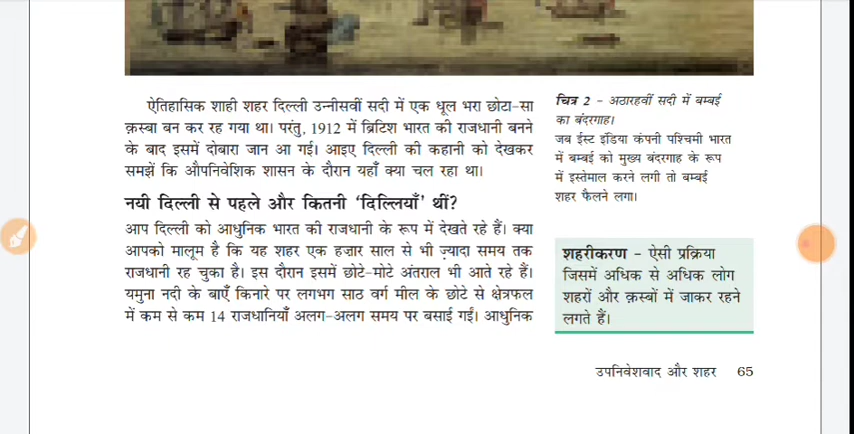 ऐतिहासिक शाही शहर दिल्ली उन्नीसवीं सदी में एक धूल भरा छोटा-सा
क़स्बा बन कर रह गया था। परंतु, 1912 में ब्रिटिश भारत की राजधानी बनने
के बाद इसमें दोबारा जान आ गई। आइए दिल्ली की कहानी को देखकर
समझें कि औपनिवेशिक शासन के दौरान यहाँ क्या चल रहा था।
नयी दिल्ली से पहले और कितनी ‘दिल्लियाँ’ थीं?
आप दिल्ली को आधुनिक भारत की राजधानी के रूप में देखते रहे हैं। क्या
आपको मालूम है कि यह शहर एक हज़ार साल से भी ज़्यादा समय तक
राजधानी रह चुका है। इस दौरान इसमें छोटे-मोटे अंतराल भी आते रहे हैं।
यमुना नदी के बाएँ किनारे पर लगभग साठ वर्ग मील के छोटे से क्षेत्रफल
में कम से कम 14 राजधानियाँ अलग-अलग समय पर बसाई गईं। आधुनिक
चित्र 2 - अठारहवीं सदी में बम्बई
का बंदरगाह।
जब ईस्ट इंडिया कंपनी पश्चिमी भारत
में बम्बई को मुख्य बंदरगाह के रूप
में इस्तेमाल करने लगी तो बम्बई
शहर फैलने लगा।
शहरीकरण - ऐसी प्रक्रिया
जिसमें अधिक से अधिक लोग
शहरों और क़स्बों में जाकर रहने
लगते हैं।
उपनिवेशवाद और शहर 65